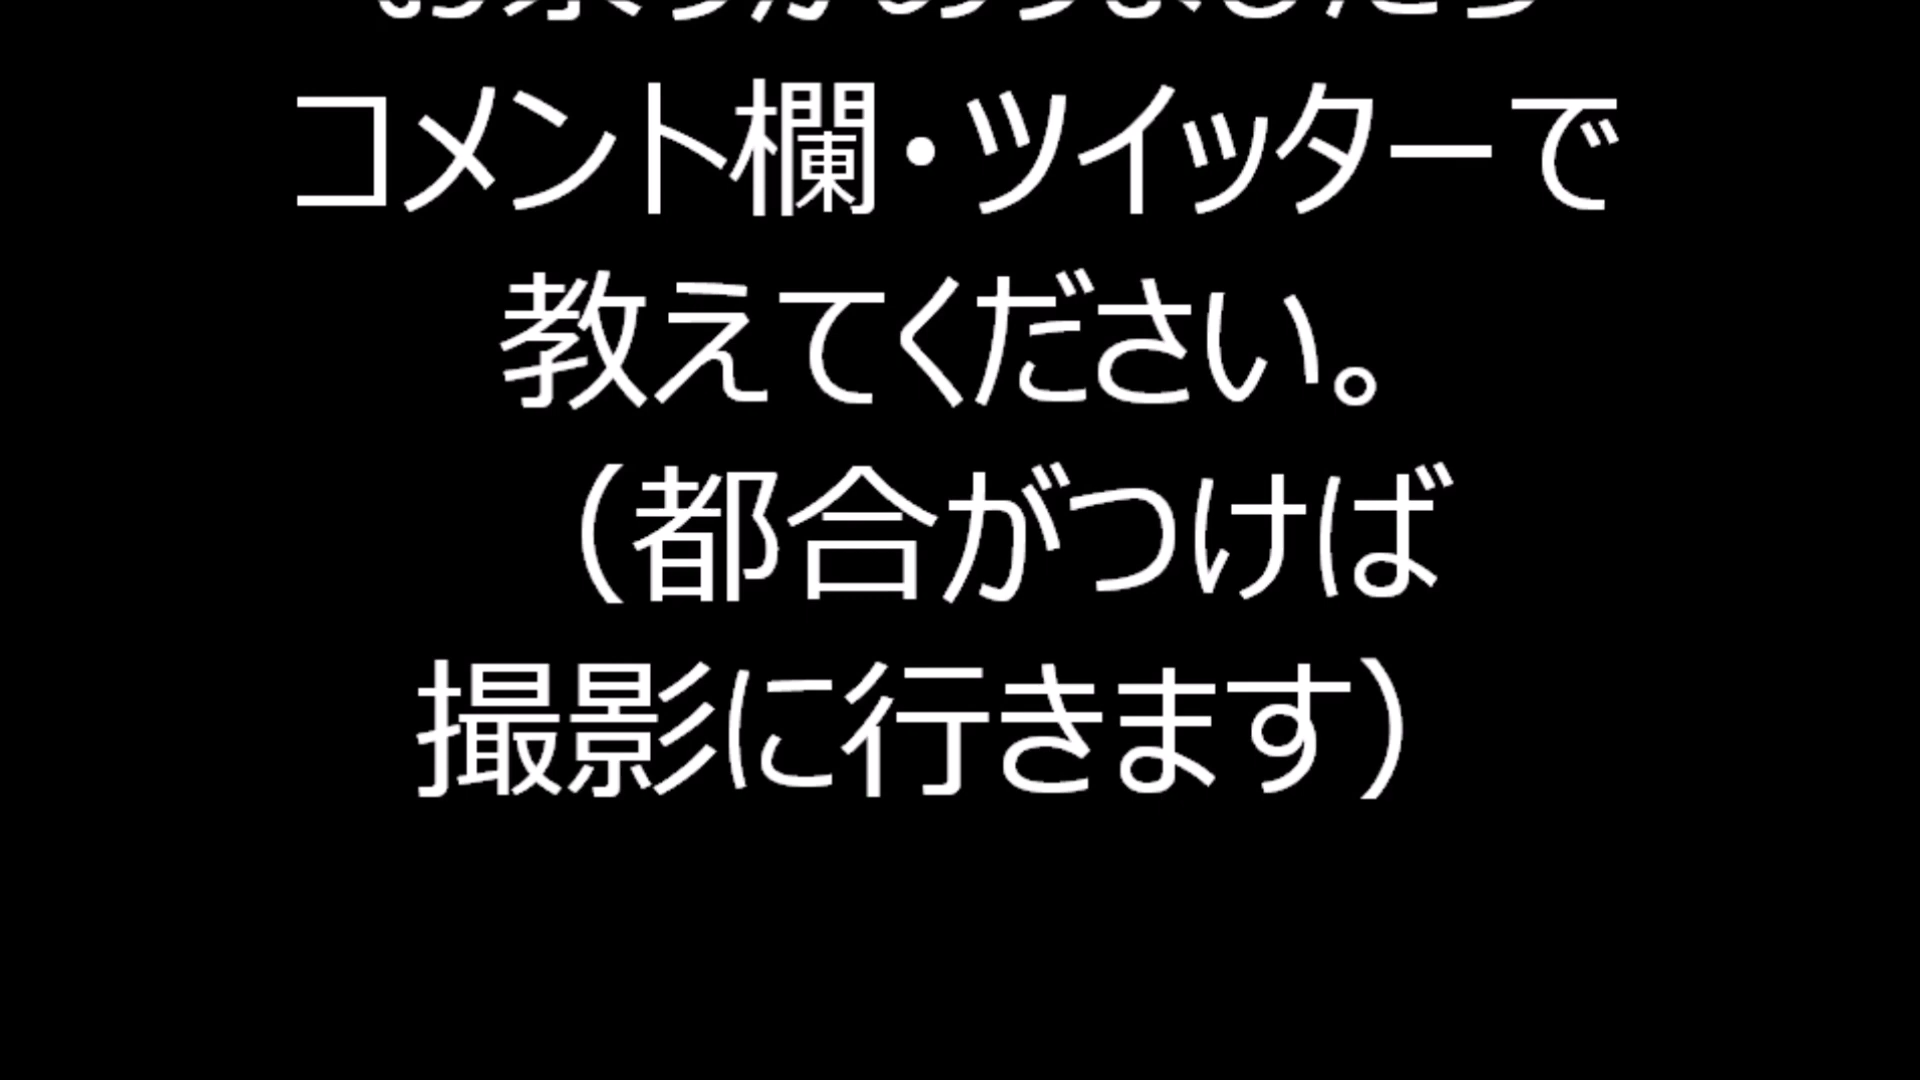 コメント欄・ツイッターで
教えてください。
（都合がつけば
撮影に行きます）